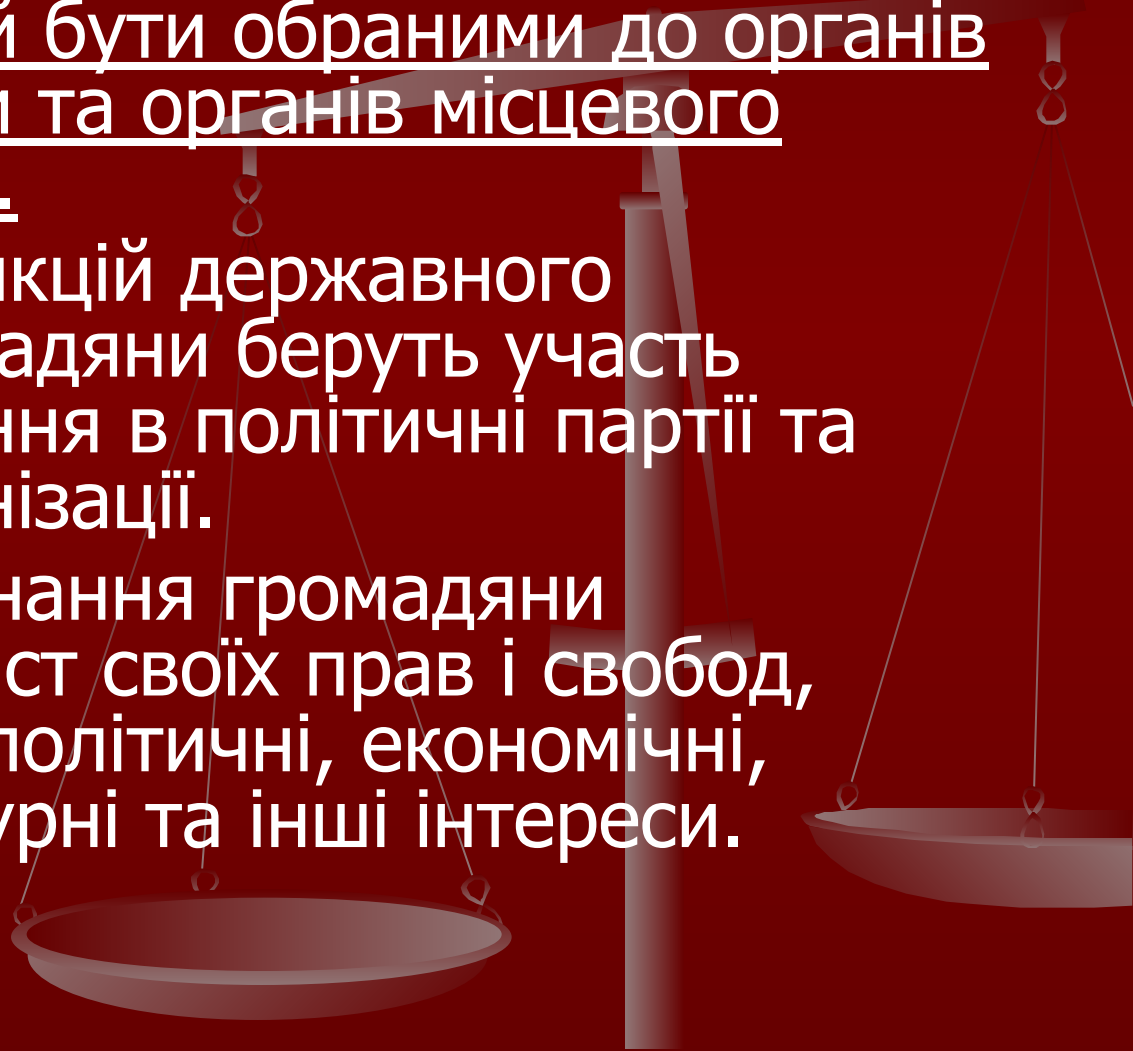 й бути обраними до органів
и та органів місцевого
.
нкцій державного
адяни беруть участь
ння в політичні партії та
нізації.
нання громадяни
ст своїх прав і свобод,
політичні, економічні,
урні та інші інтереси.